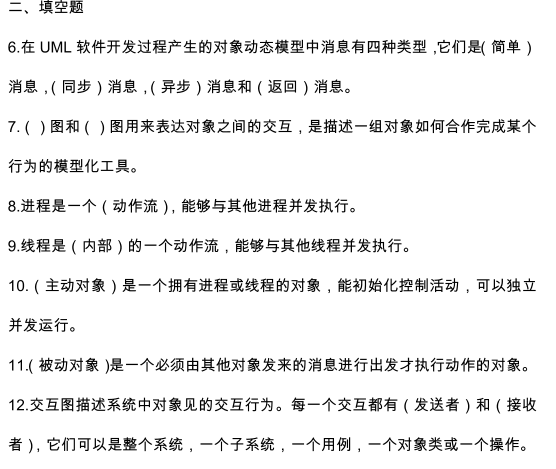 二、填空题
6.在 UML 软件开发过程产生的对象动态模型中消息有四种类型,它们是(简单)
消息,(同步)消息,(异步)消息和(返回)消息。
7.( )图和( )图用来表达对象之间的交互,是描述一组对象如何合作完成某个
行为的模型化工具。
8.进程是一个(动作流),能够与其他进程并发执行。
9.线程是(内部)的一个动作流,能够与其他线程并发执行。
10.(主动对象)是一个拥有进程或线程的对象,能初始化控制活动,可以独立
并发运行。
11.(被动对象)是一个必须由其他对象发来的消息进行出发才执行动作的对象。
12.交互图描述系统中对象见的交互行为。每一个交互都有(发送者)和(接收
者),它们可以是整个系统,一个子系统,一个用例,一个对象类或一个操作。